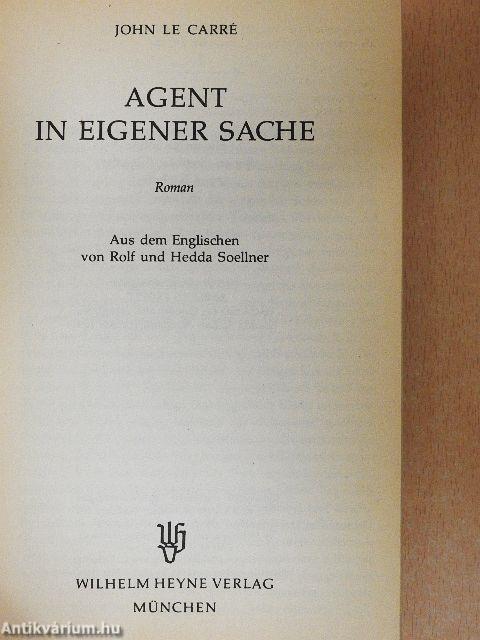 JOHN LE CARRÉ
AGENT
IN EIGENER SACHE
Roman
Aus dem Englischen
von Rolf und Hedda Soellner
WILHELM HEYNE VERLAG
MÜNCHEN
Antikvárium.hu